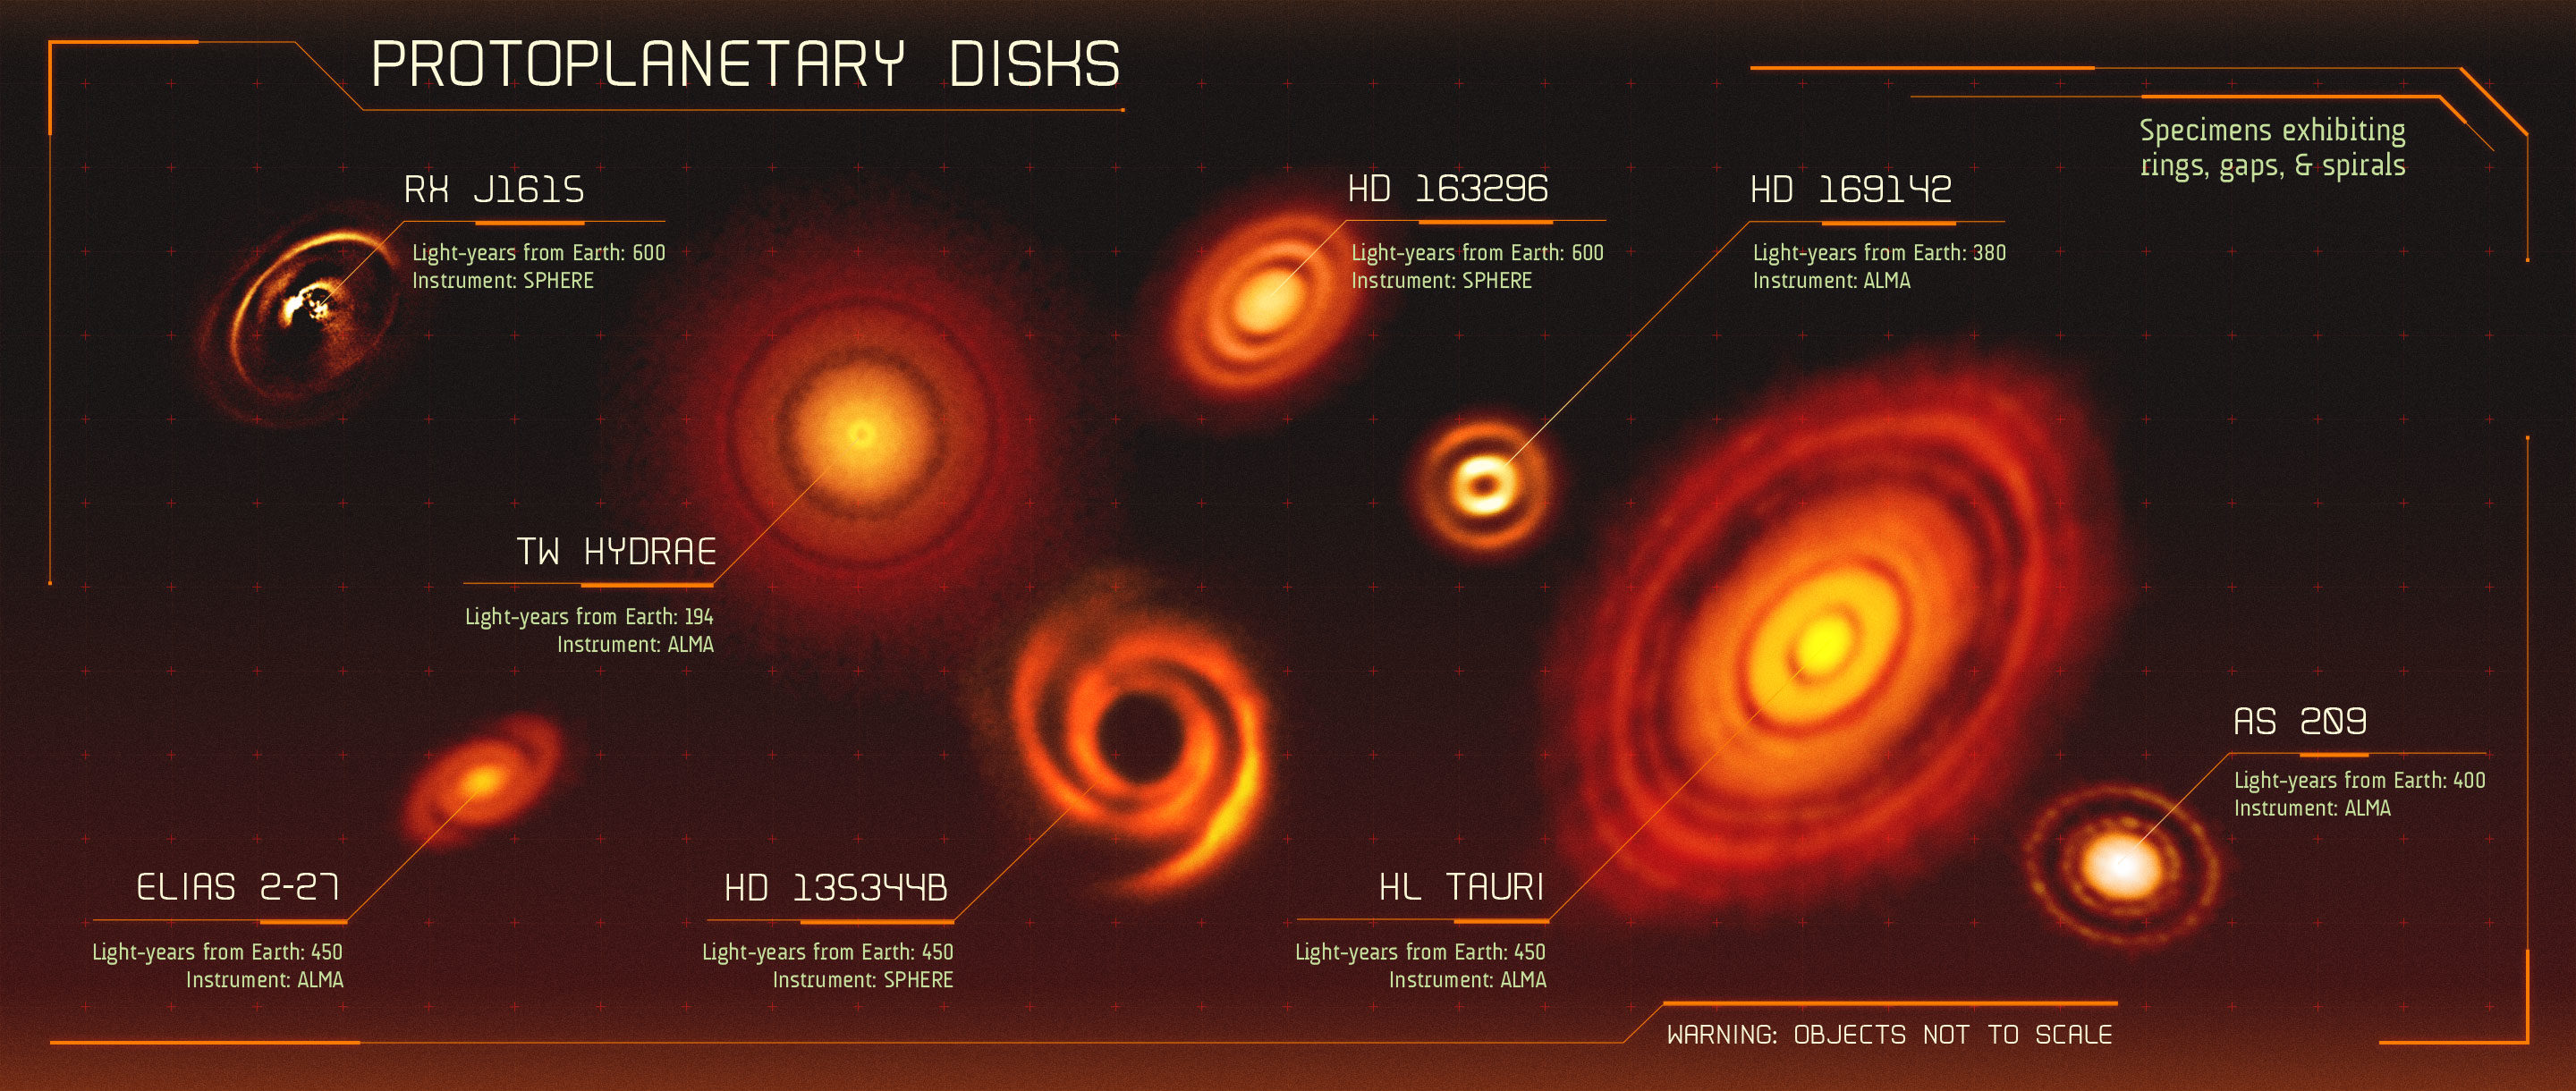 PROTOPLANETARY DISKS
Specimens exhibiting
rings, gaps, & spirals
RX J1615
Light-years from Earth: 600
Instrument: SPHERE
HD 163296
Light-years from Earth: 600
Instrument: SPHERE
HD 169142
Light-years from Earth: 380
Instrument: ALMA
TW HYDRAE
Light-years from Earth: 194
Instrument: ALMA
AS 209
Light-years from Earth: 400
Instrument: ALMA
ELIAS 2-27
Light-years from Earth: 450
Instrument: ALMA
HD 135344B
Light-years from Earth: 450
Instrument: SPHERE
HL TAURI
Light-years from Earth: 450
Instrument: ALMA
WARNING: OBJECTS NOT TO SCALE